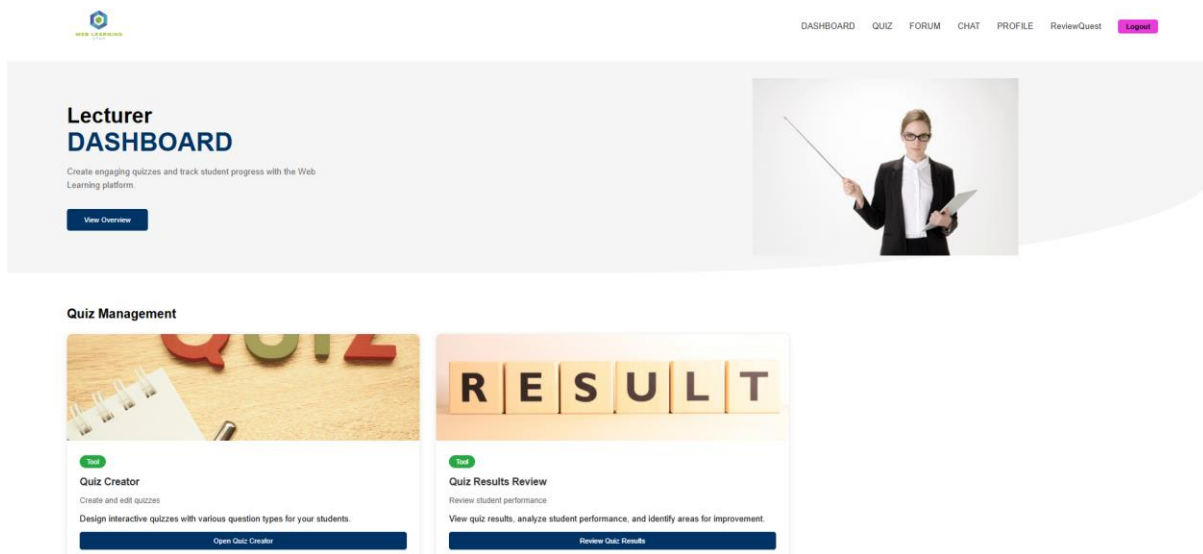 WEB LEARNING
DASHBOARD QUIZ FORUM CHAT PROFILE ReviewQuest Logout
Lecturer
DASHBOARD
Create engaging quizzes and track student progress with the Web
Learning platform.
View Overview
Quiz Management
QUIZ
RESULT
Tool
Quiz Creator
Create and edit quizzes
Design interactive quizzes with various question types for your students.
Open Quiz Creator
Tool
Quiz Results Review
Review student performance
View quiz results, analyze student performance, and identify areas for improvement.
Review Quiz Results